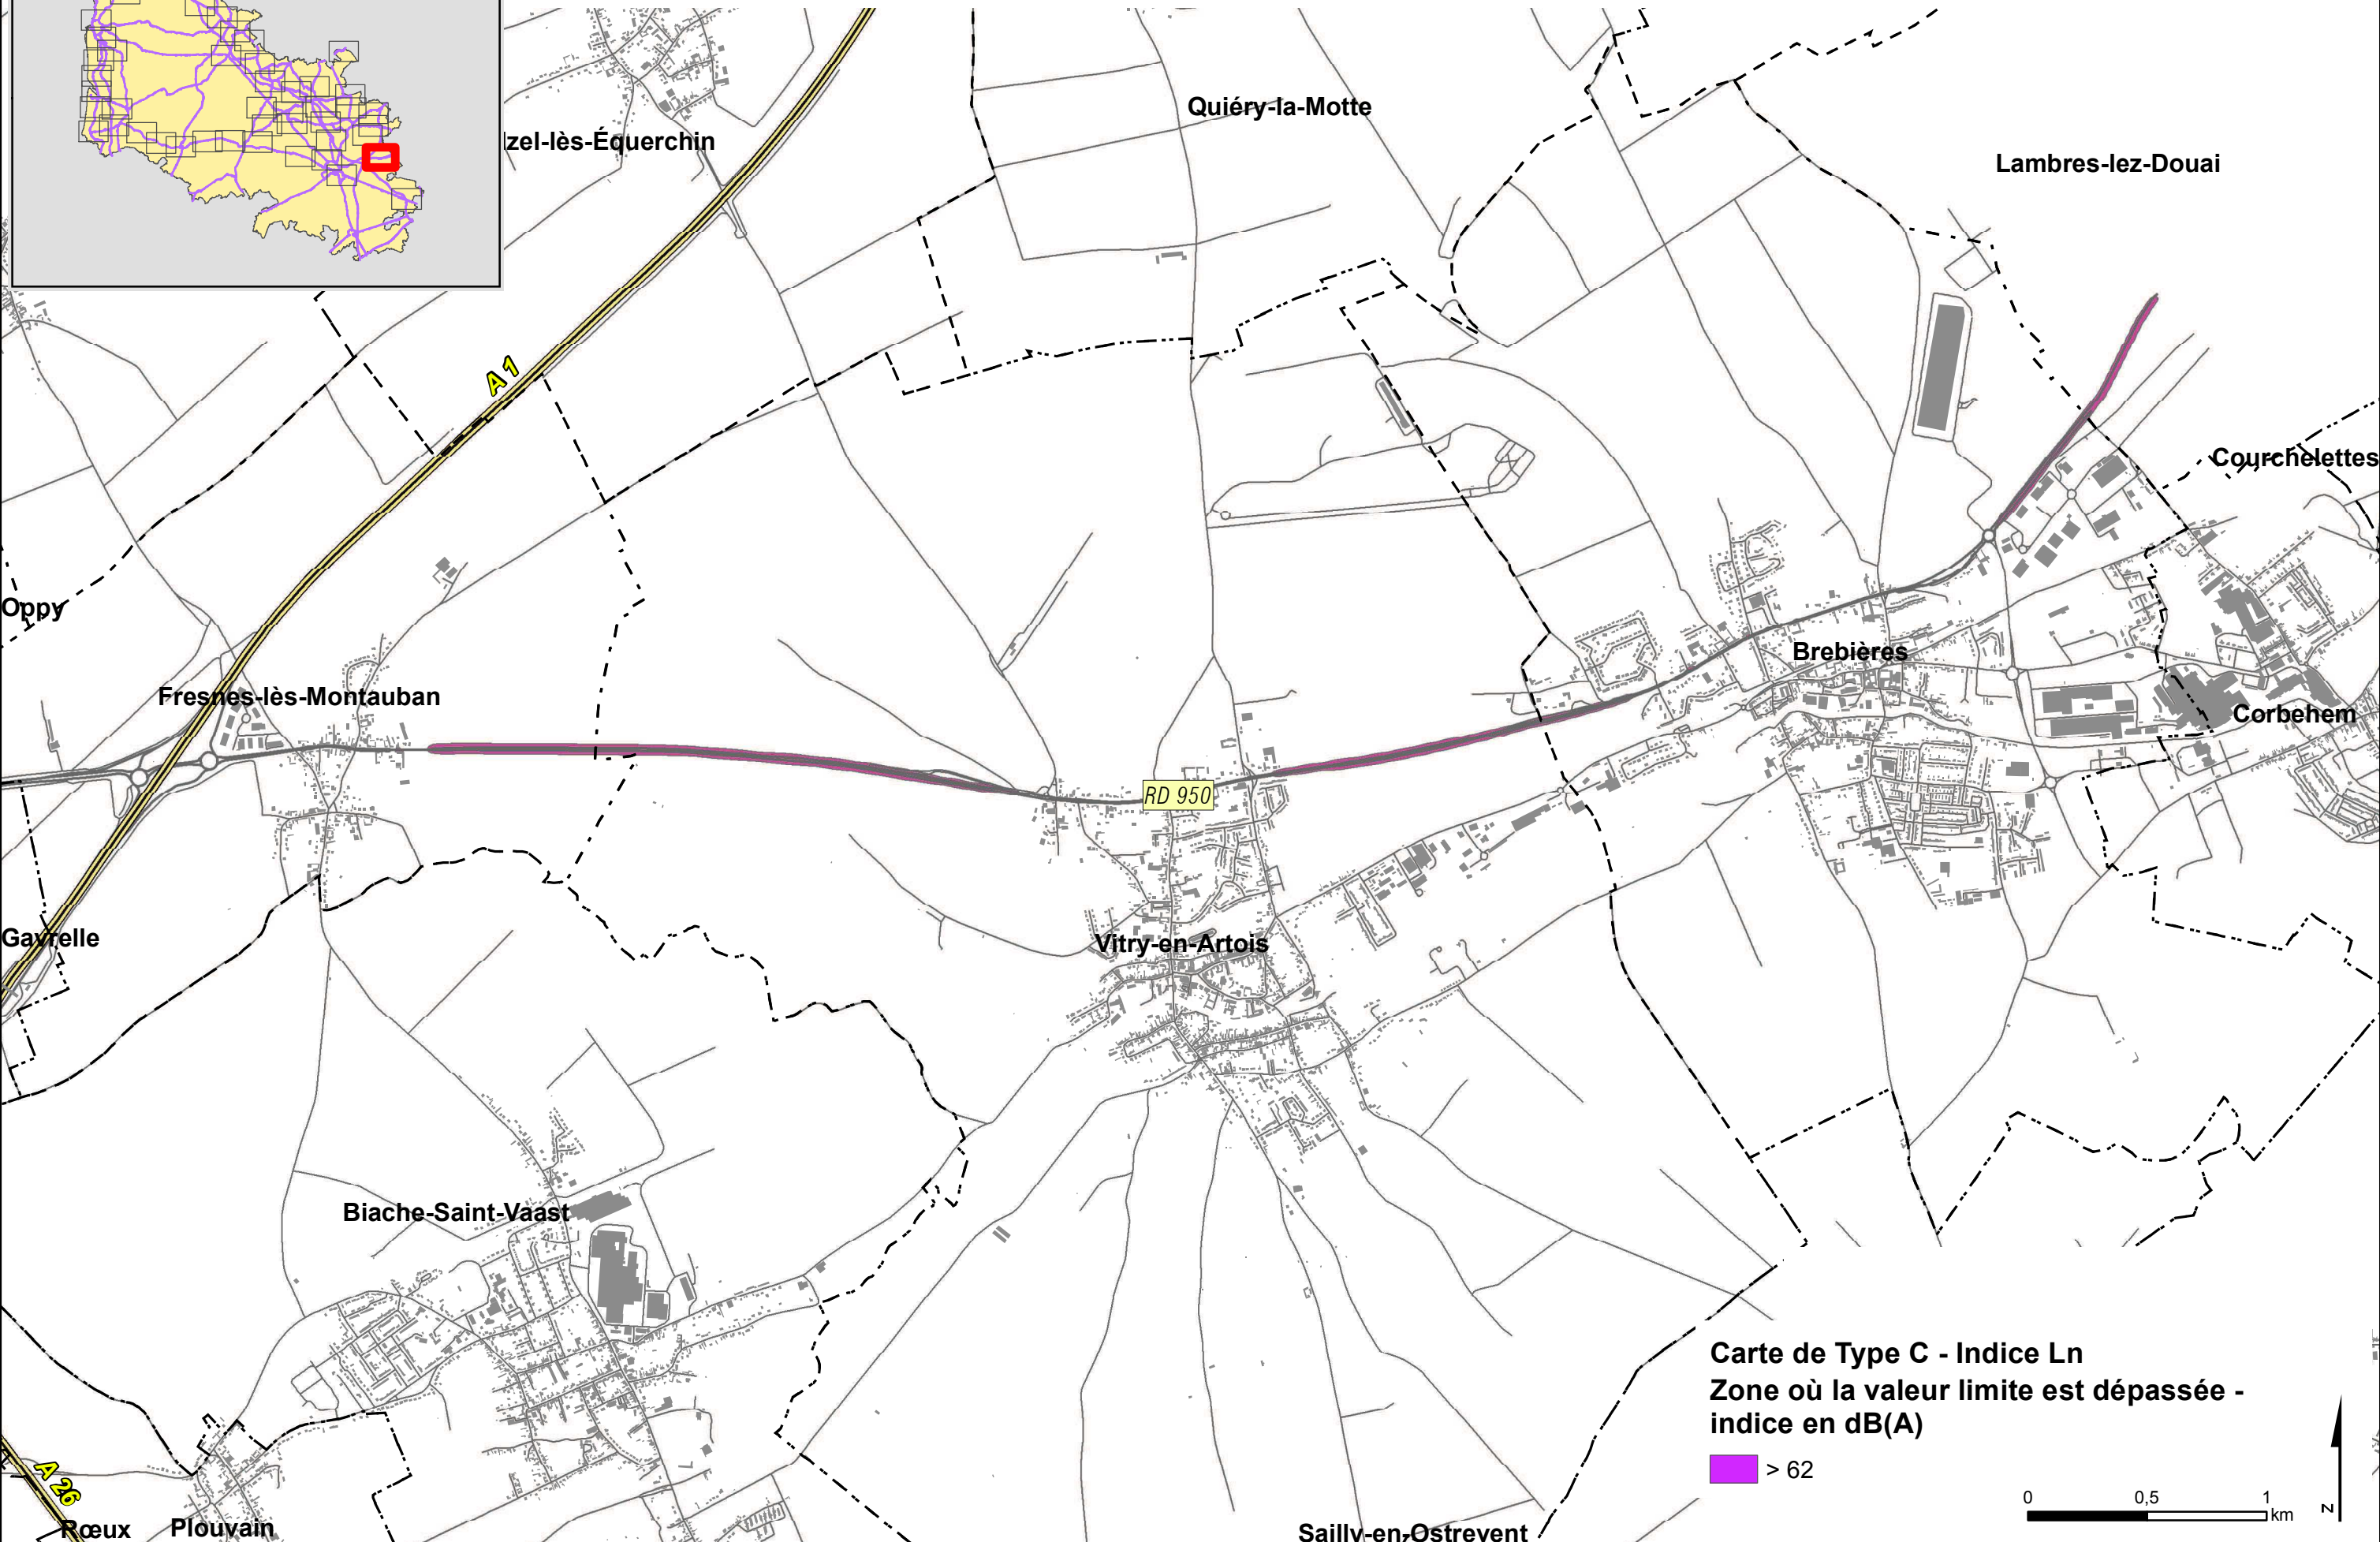 Quiéry-la-Motte
Izel-lès-Équerchin
Lambres-lez-Douai
A 1
Courchelettes
Oppy
Brebières
Fresnes-lès-Montauban
Corbehem
RD 950
Gavrelle
Vitry-en-Artois
Biache-Saint-Vaast
Carte de Type C - Indice Ln
Zone où la valeur limite est dépassée -
indice en dB(A)
> 62
A 26
0 0,5 1
km
N
Rœux
Plouvain
Sailly-en-Ostrevent